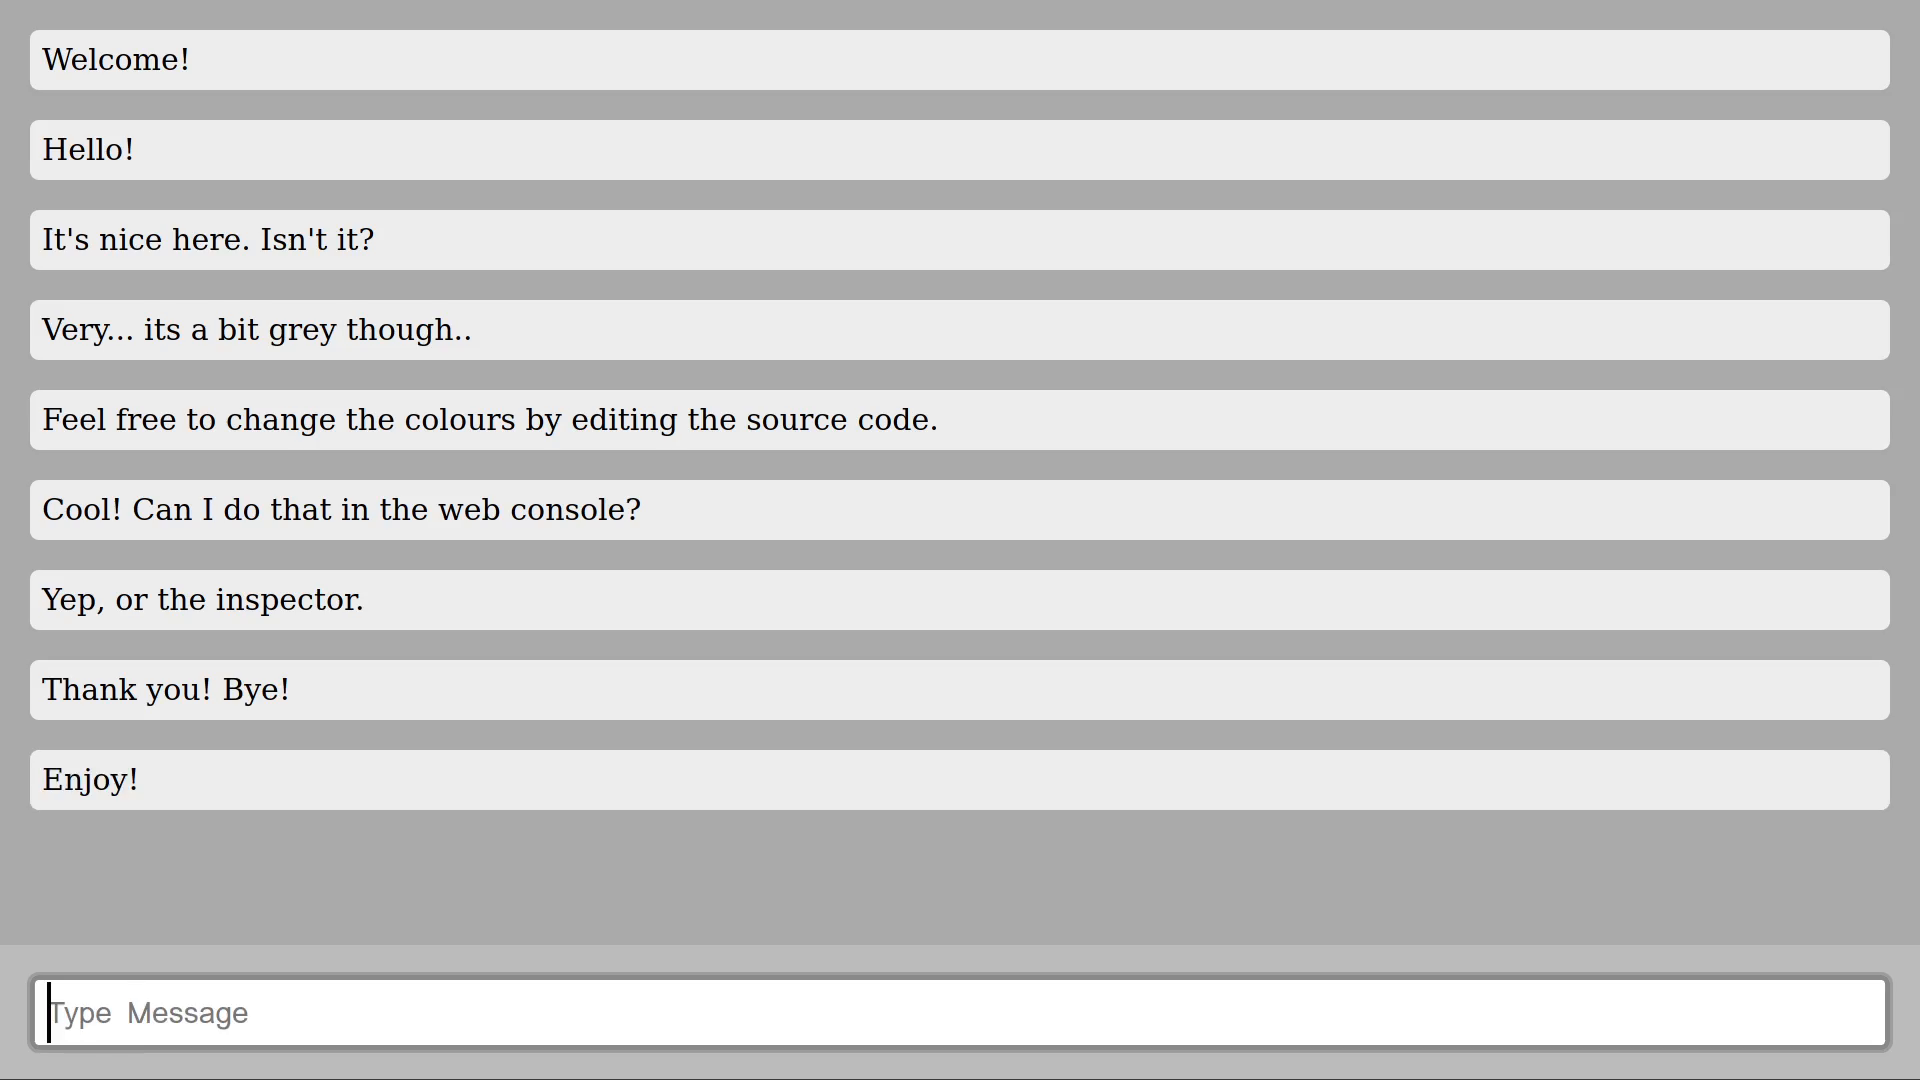 Welcome!
Hello!
It's nice here. Isn't it?
Very... its a bit grey though..
Feel free to change the colours by editing the source code.
Cool! Can I do that in the web console?
Yep, or the inspector.
Thank you! Bye!
Enjoy!
Type  Message